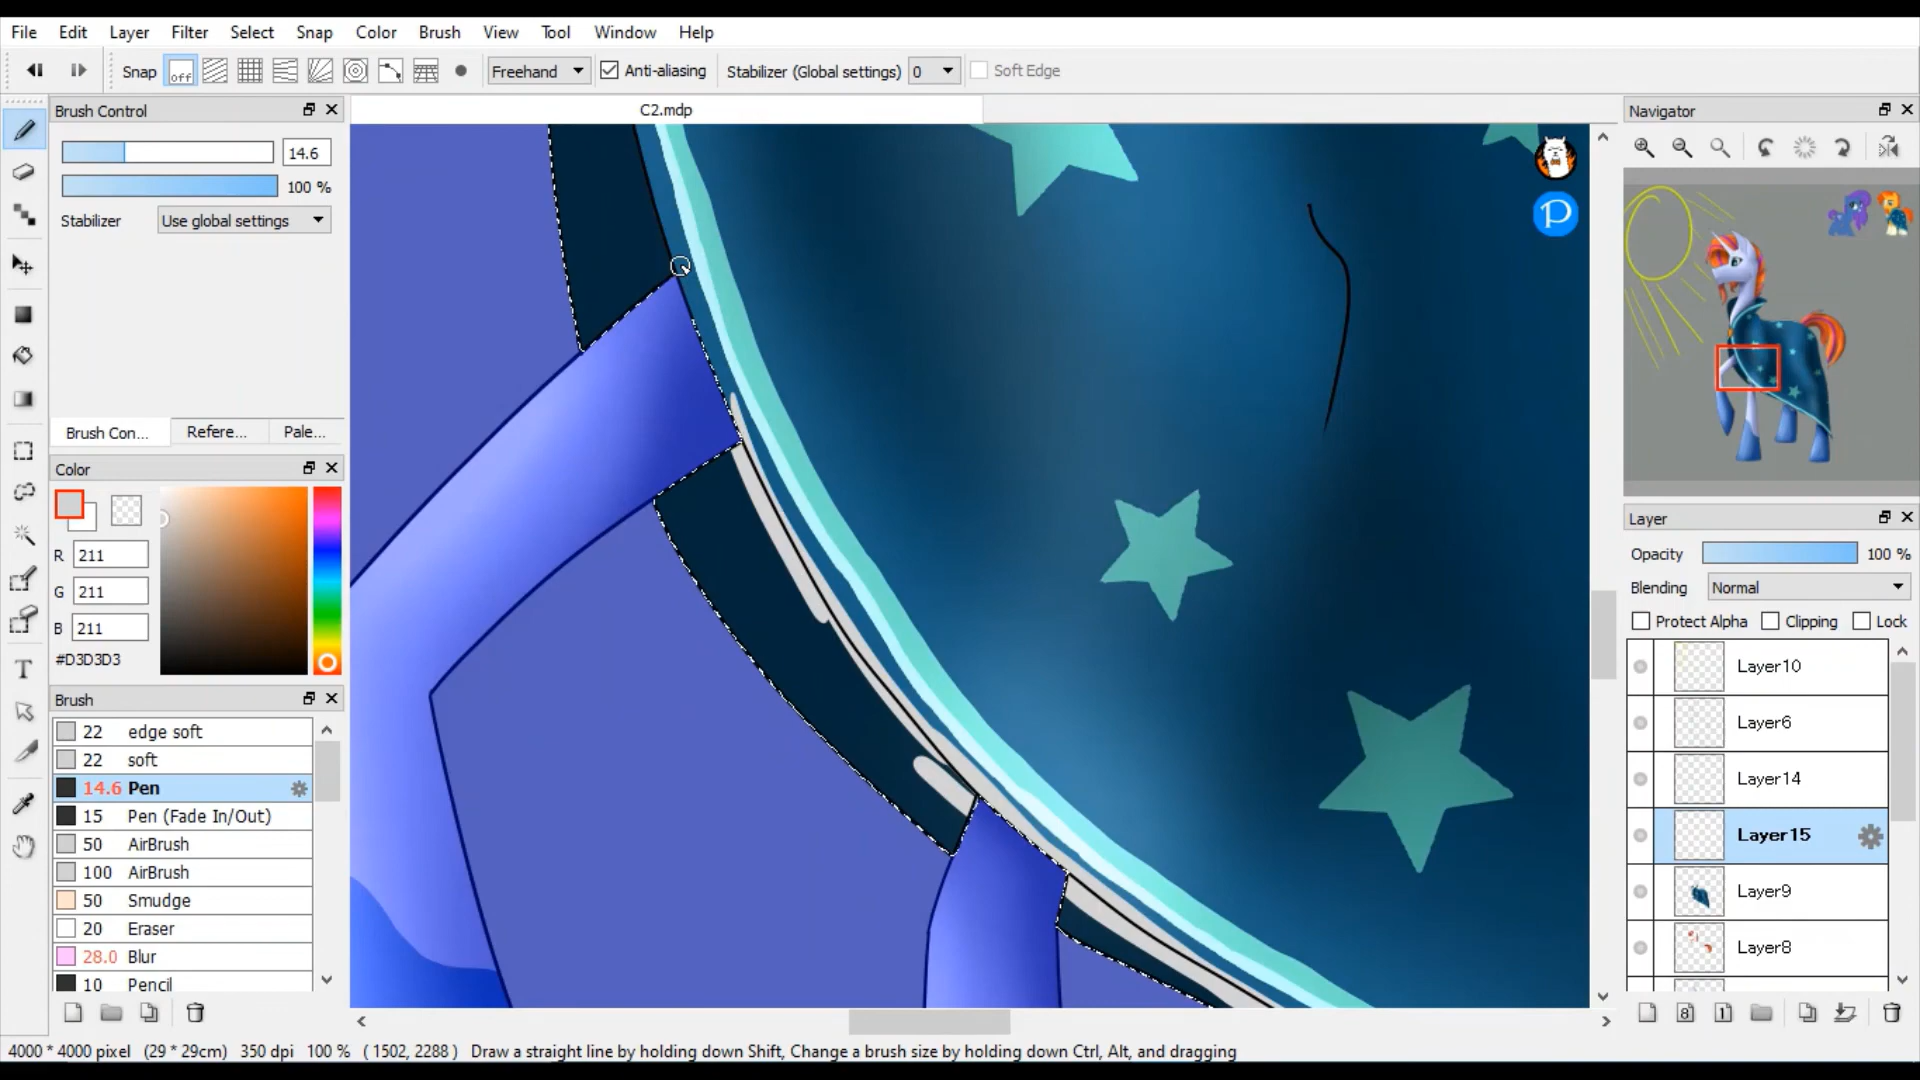 File Edit Layer Filter Select Snap Color Brush View Tool Window Help
Snap off Freehand Anti-aliasing Stabilizer (Global settings) 0 Soft Edge
Brush Control
C2.mdp
Navigator
14.6
100 %
Stabilizer Use global settings
P
Brush Con... Refere... Pale...
Color
R 211
G 211
B 211
#D3D3D3
Brush
22 edge soft
22 soft
14.6 Pen
15 Pen (Fade In/Out)
50 AirBrush
100 AirBrush
50 Smudge
20 Eraser
28.0 Blur
10 Pencil
Layer
Opacity 100 %
Blending Normal
Protect Alpha Clipping Lock
Layer10
Layer6
Layer14
Layer15
Layer9
Layer8
8 1
T
4000 * 4000 pixel (29 * 29cm) 350 dpi 100 % ( 1502, 2288 ) Draw a straight line by holding down Shift, Change a brush size by holding down Ctrl, Alt, and dragging